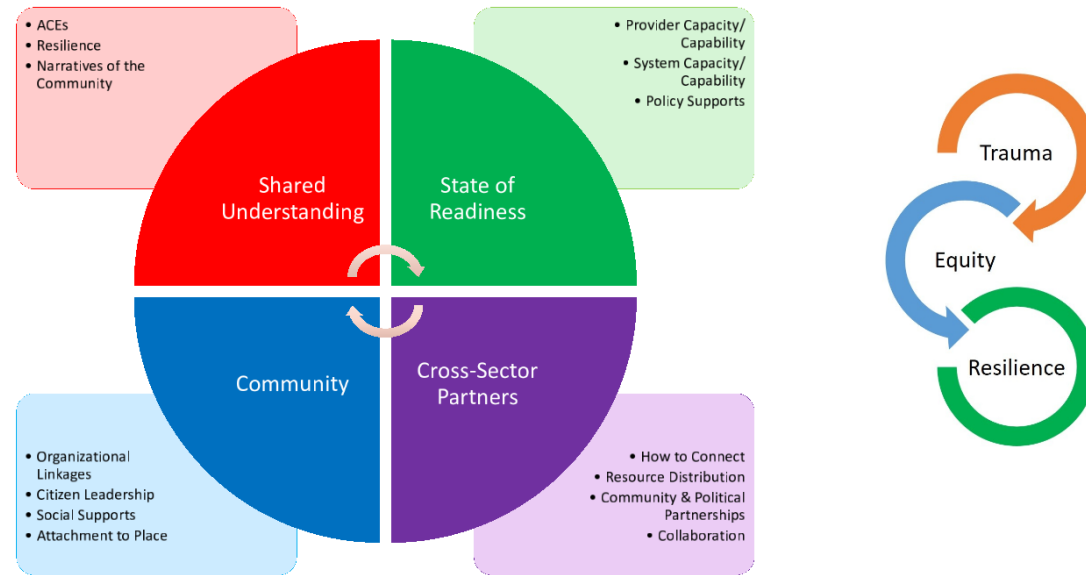 • ACEs
• Resilience
• Narratives of the
Community
• Provider Capacity/
Capability
• System Capacity/
Capability
• Policy Supports
Shared
Understanding
State of
Readiness
Community
Cross-Sector
Partners
• Organizational
Linkages
• Citizen Leadership
• Social Supports
• Attachment to Place
• How to Connect
• Resource Distribution
• Community & Political
Partnerships
• Collaboration
Trauma
Equity
Resilience